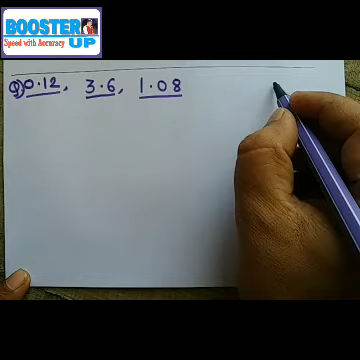 BOOSTER
Speed with Accuracy UP
Q) 0.12, 3.6, 1.08